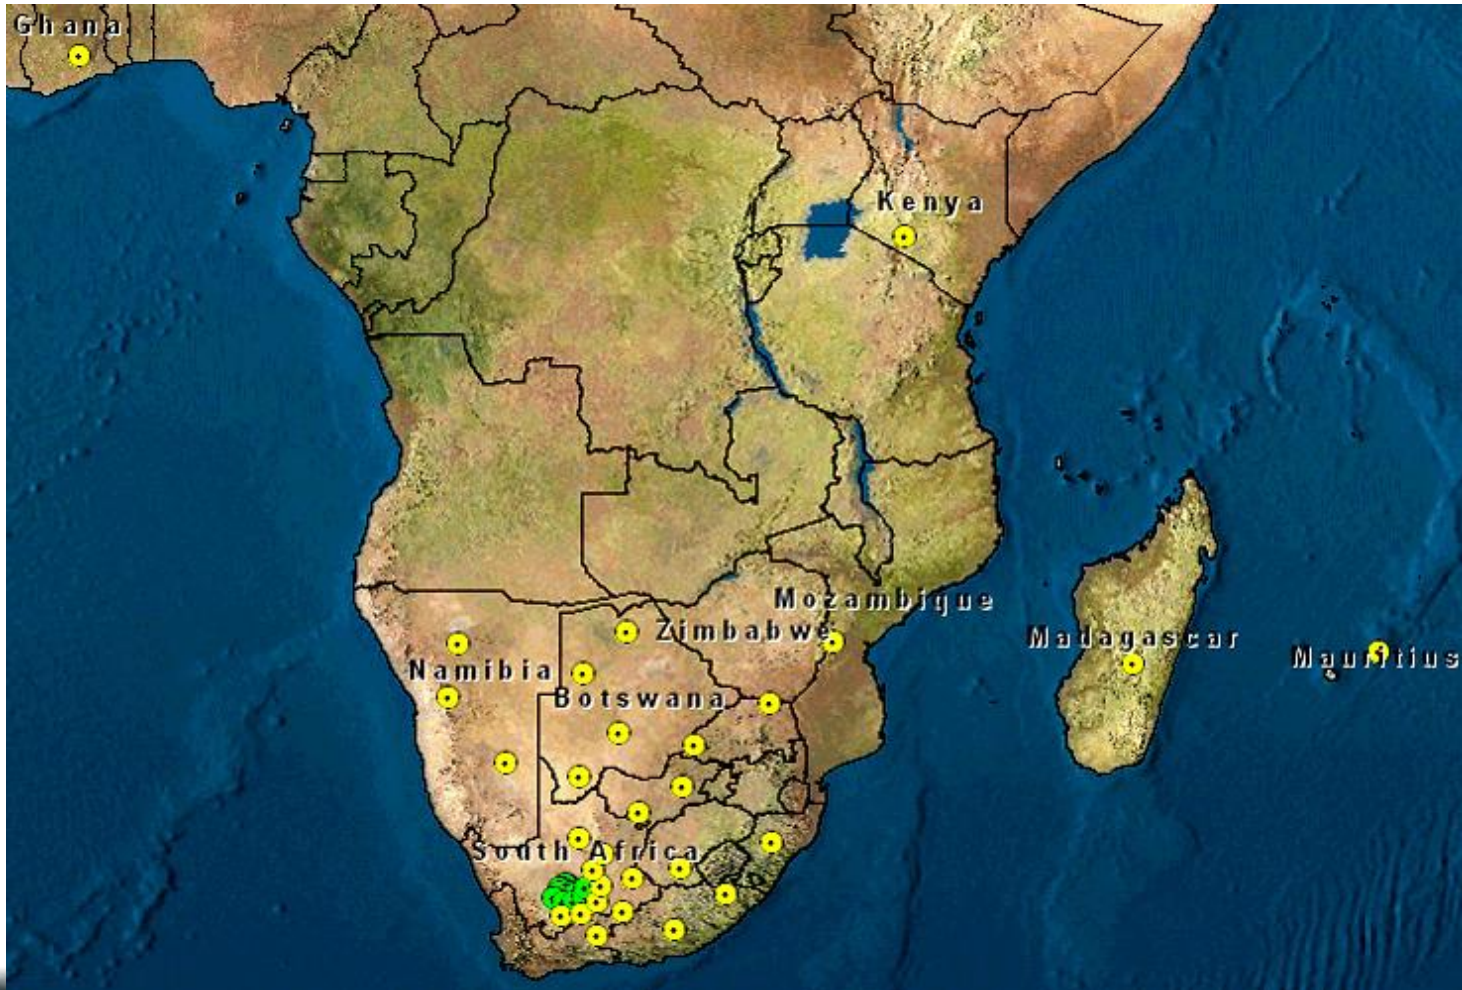 Ghana
Kenya
Mozambique
Zimbabwe
Madagascar
Mauritius
Namibia
Botswana
South Africa